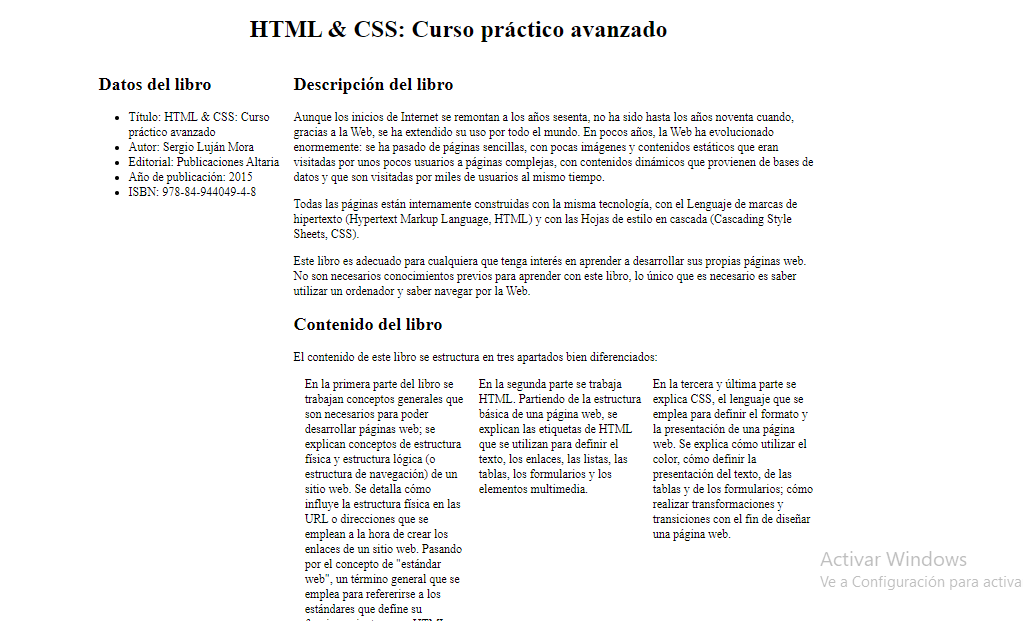 HTML & CSS: Curso práctico avanzado
Datos del libro
Título: HTML & CSS: Curso
práctico avanzado
Autor: Sergio Luján Mora
Editorial: Publicaciones Altaria
Año de publicación: 2015
ISBN: 978-84-944049-4-8
Descripción del libro
Aunque los inicios de Internet se remontan a los años sesenta, no ha sido hasta los años noventa cuando,
gracias a la Web, se ha extendido su uso por todo el mundo. En pocos años, la Web ha evolucionado
enormemente: se ha pasado de páginas sencillas, con pocas imágenes y contenidos estáticos que eran
visitadas por unos pocos usuarios a páginas complejas, con contenidos dinámicos que provienen de bases de
datos y que son visitadas por miles de usuarios al mismo tiempo.
Todas las páginas están internamente construidas con la misma tecnología, con el Lenguaje de marcas de
hipertexto (Hypertext Markup Language, HTML) y con las Hojas de estilo en cascada (Cascading Style
Sheets, CSS).
Este libro es adecuado para cualquiera que tenga interés en aprender a desarrollar sus propias páginas web.
No son necesarios conocimientos previos para aprender con este libro, lo único que es necesario es saber
utilizar un ordenador y saber navegar por la Web.
Contenido del libro
El contenido de este libro se estructura en tres apartados bien diferenciados:
En la primera parte del libro se
trabajan conceptos generales que
son necesarios para poder
desarrollar páginas web; se
explican conceptos de estructura
física y estructura lógica (o
estructura de navegación) de un
sitio web. Se detalla cómo
influye la estructura física en las
URL o direcciones que se
emplean a la hora de crear los
enlaces de un sitio web. Pasando
por el concepto de "estándar
web", un término general que se
emplea para refererirse a los
estándares que define su
En la segunda parte se trabaja
HTML. Partiendo de la estructura
básica de una página web, se
explican las etiquetas de HTML
que se utilizan para definir el
texto, los enlaces, las listas, las
tablas, los formularios y los
elementos multimedia.
En la tercera y última parte se
explica CSS, el lenguaje que se
emplea para definir el formato y
la presentación de una página
web. Se explica cómo utilizar el
color, cómo definir la
presentación del texto, de las
tablas y de los formularios; cómo
realizar transformaciones y
transiciones con el fin de diseñar
una página web.
Activar Windows
Ve a Configuración para activa